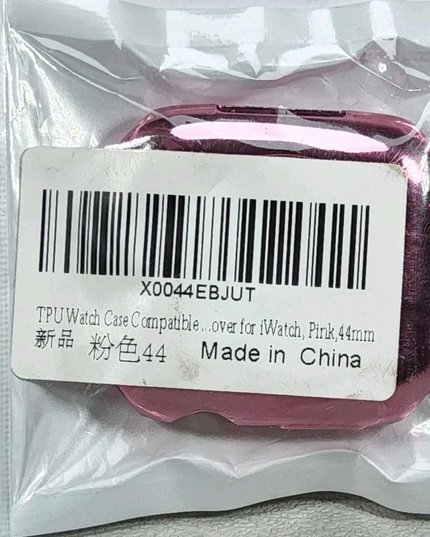 X0044EBJUT
TPU Watch Case Compatible...over for iWatch, Pink,44mm
新品 粉色44 Made in China